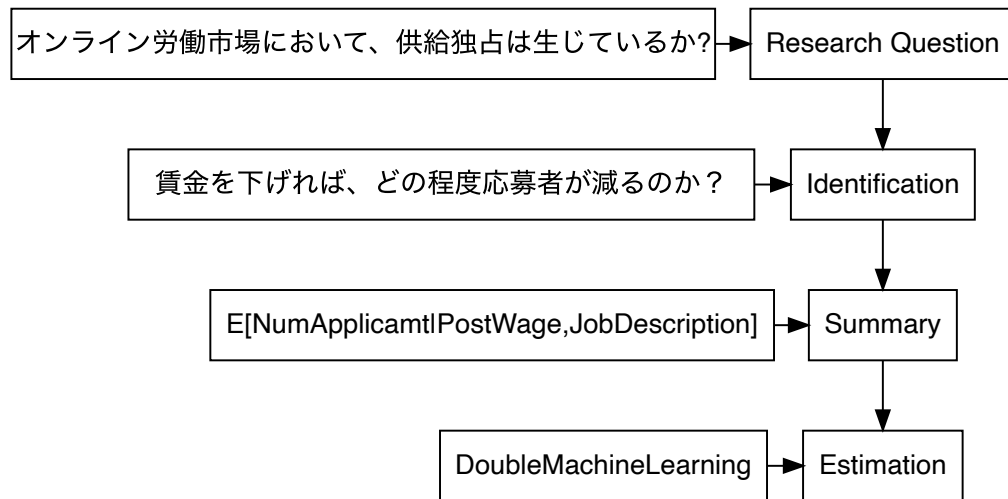 オンライン労働市場において、供給独占は生じているか?
Research Question
賃金を下げれば、どの程度応募者が減るのか？
Identification
E[NumApplicamt|PostWage,JobDescription]
Summary
DoubleMachineLearning
Estimation